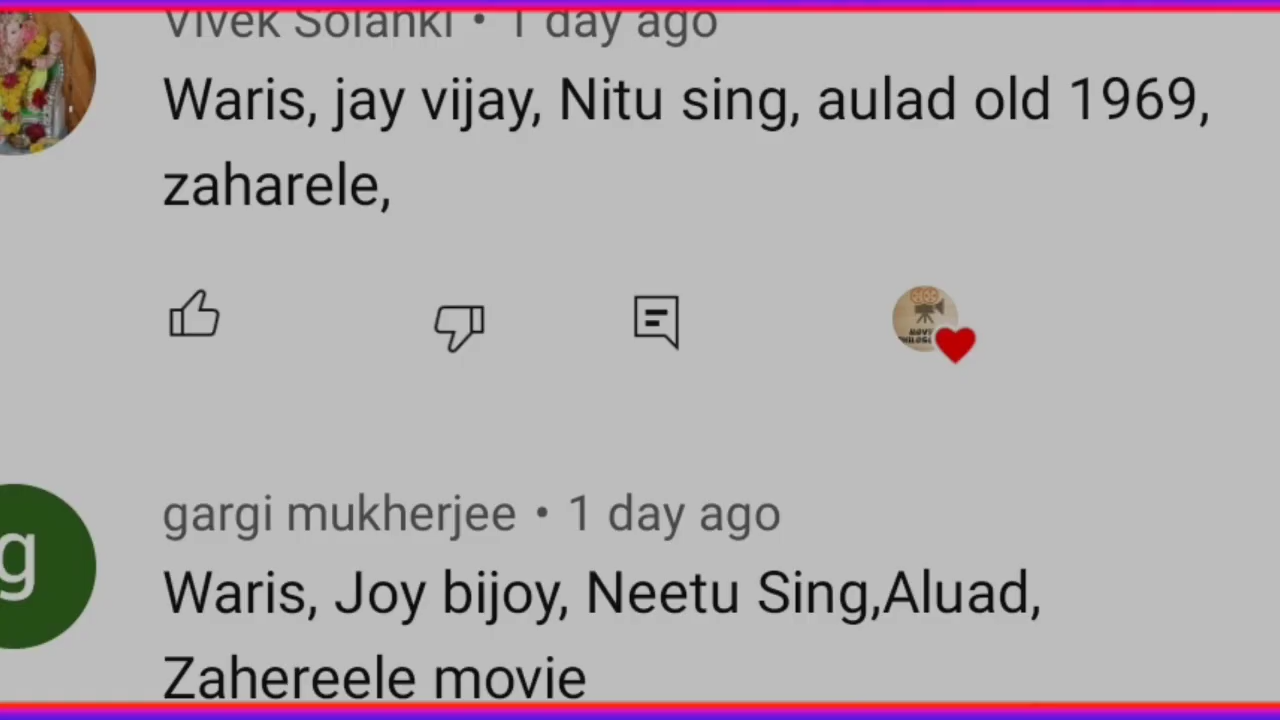 Vivek Solanki • 1 day ago
Waris, jay vijay, Nitu sing, aulad old 1969,
zaharele,
g
gargi mukherjee • 1 day ago
Waris, Joy bijoy, Neetu Sing,Aluad,
Zahereele movie